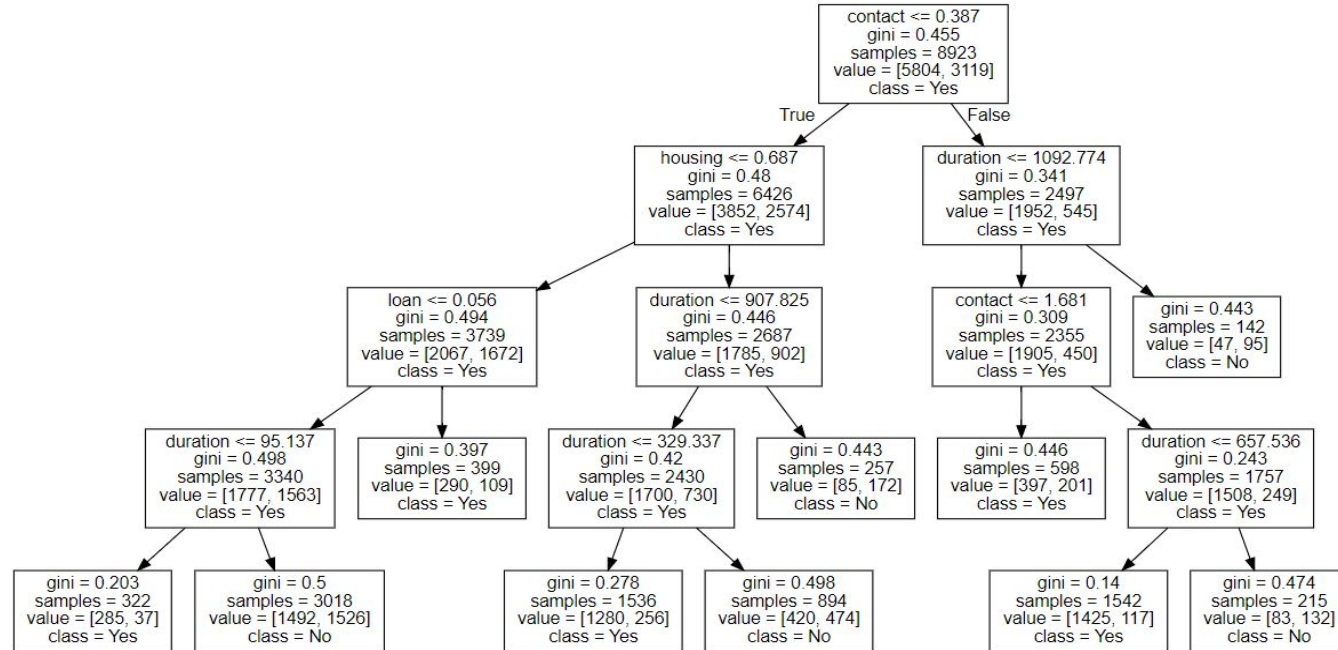 contact <= 0.387
gini = 0.455
samples = 8923
value = [5804, 3119]
class = Yes
True
False
housing <= 0.687
gini = 0.48
samples = 6426
value = [3852, 2574]
class = Yes
duration <= 1092.774
gini = 0.341
samples = 2497
value = [1952, 545]
class = Yes
loan <= 0.056
gini = 0.494
samples = 3739
value = [2067, 1672]
class = Yes
duration <= 907.825
gini = 0.446
samples = 2687
value = [1785, 902]
class = Yes
contact <= 1.681
gini = 0.309
samples = 2355
value = [1905, 450]
class = Yes
gini = 0.443
samples = 142
value = [47, 95]
class = No
duration <= 95.137
gini = 0.498
samples = 3340
value = [1777, 1563]
class = Yes
gini = 0.397
samples = 399
value = [290, 109]
class = Yes
duration <= 329.337
gini = 0.42
samples = 2430
value = [1700, 730]
class = Yes
gini = 0.443
samples = 257
value = [85, 172]
class = No
gini = 0.446
samples = 598
value = [397, 201]
class = Yes
duration <= 657.536
gini = 0.243
samples = 1757
value = [1508, 249]
class = Yes
gini = 0.203
samples = 322
value = [285, 37]
class = Yes
gini = 0.5
samples = 3018
value = [1492, 1526]
class = No
gini = 0.278
samples = 1536
value = [1280, 256]
class = Yes
gini = 0.498
samples = 894
value = [420, 474]
class = No
gini = 0.14
samples = 1542
value = [1425, 117]
class = Yes
gini = 0.474
samples = 215
value = [83, 132]
class = No